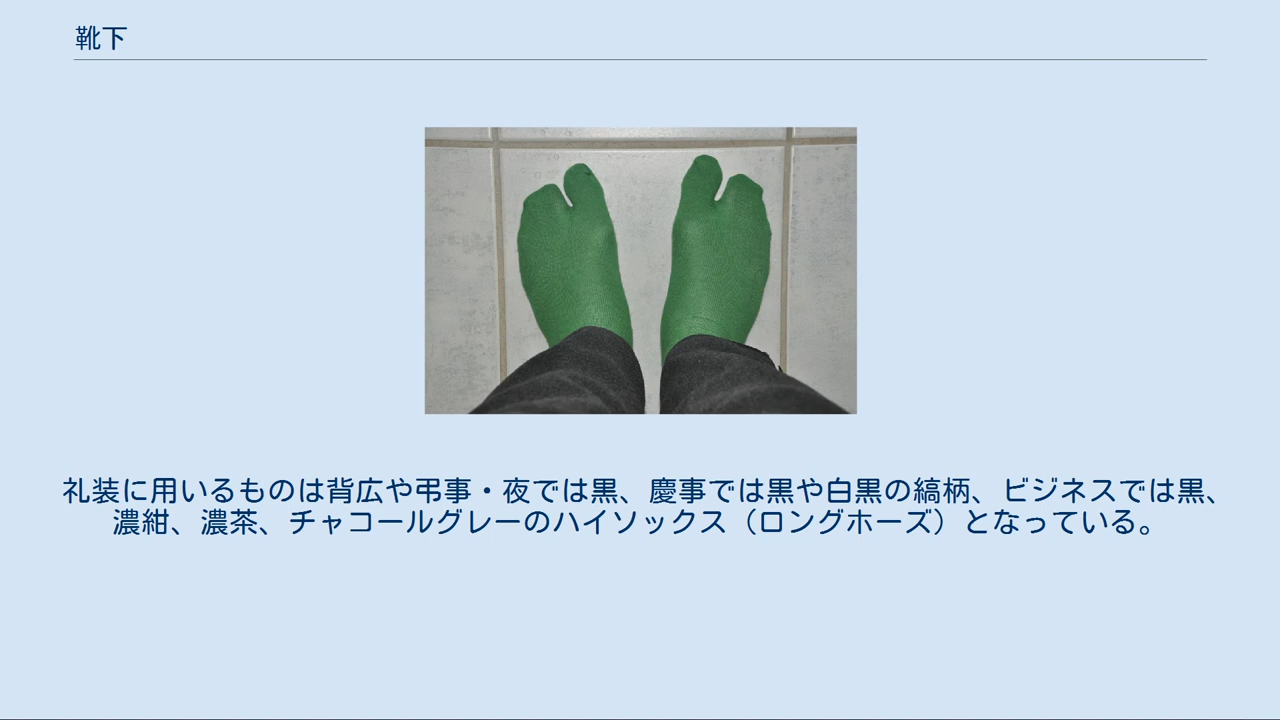 靴下
礼装に用いるものは背広や弔事・夜では黒、慶事では黒や白黒の縞柄、ビジネスでは黒、
濃紺、濃茶、チャコールグレーのハイソックス（ロングホーズ）となっている。